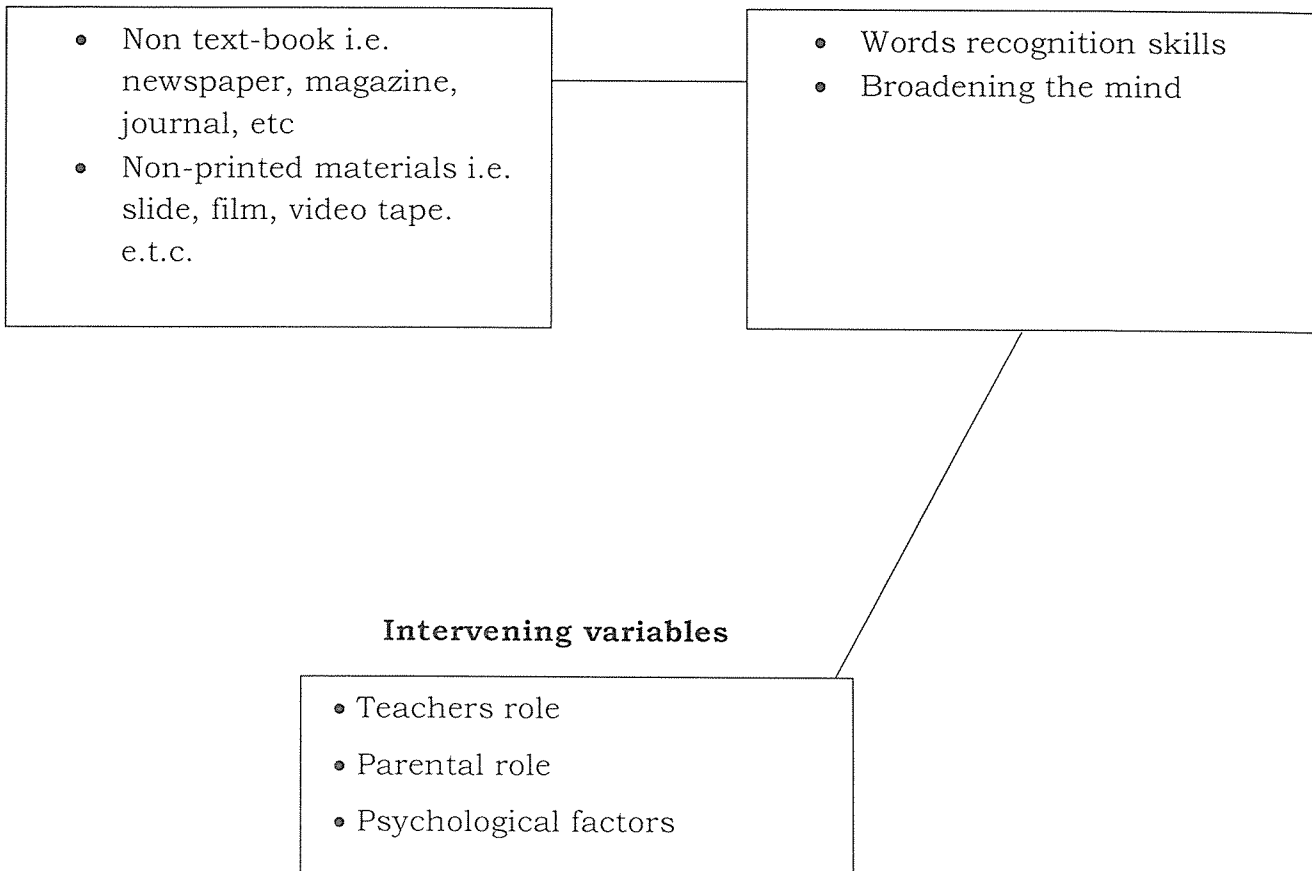 • Non text-book i.e.
newspaper, magazine,
journal, etc
• Non-printed materials i.e.
slide, film, video tape.
e.t.c.
• Words recognition skills
• Broadening the mind
Intervening variables
• Teachers role
• Parental role
• Psychological factors